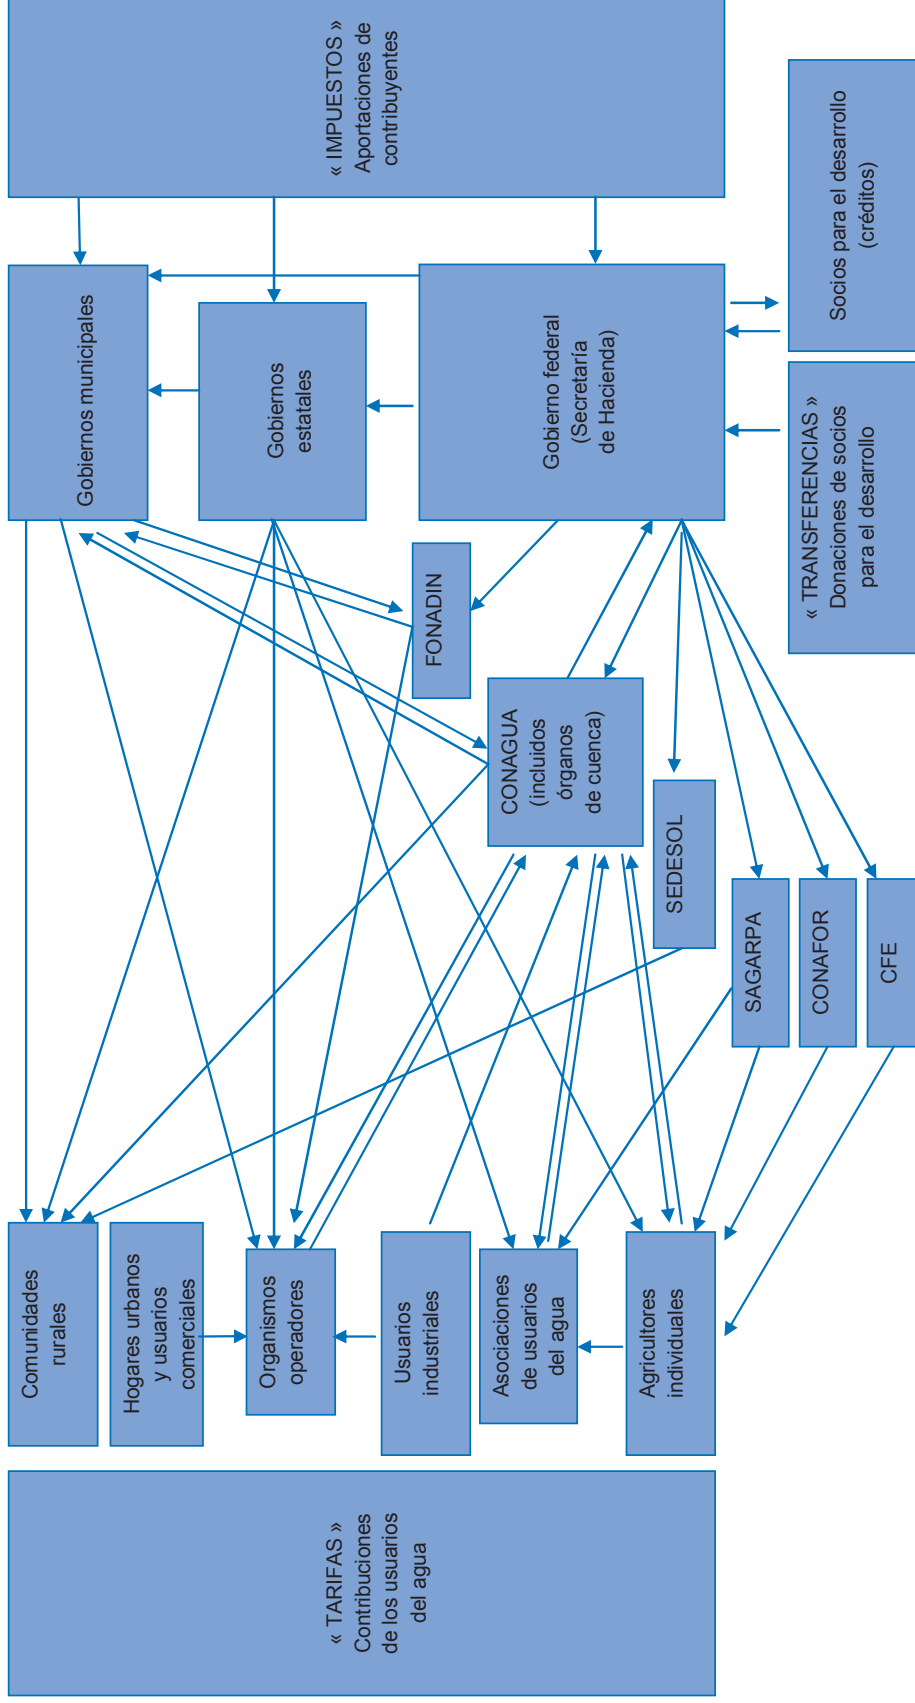 « TARIFAS »
Contribuciones
de los usuarios
del agua
Comunidades
rurales
Hogares urbanos
y usuarios
comerciales
Organismos
operadores
Usuarios
industriales
Asociaciones
de usuarios
del agua
Agricultores
individuales
CONAGUA
(incluidos
órganos
de cuenca)
SEDESOL
SAGARPA
CONAFOR
CFE
FONADIN
Gobiernos municipales
Gobiernos
estatales
Gobierno federal
(Secretaría
de Hacienda)
« TRANSFERENCIAS »
Donaciones de socios
para el desarrollo
Socios para el desarrollo
(créditos)
« IMPUESTOS »
Aportaciones de
contribuyentes